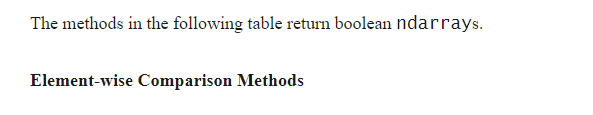 The methods in the following table return boolean ndarrays.
Element-wise Comparison Methods